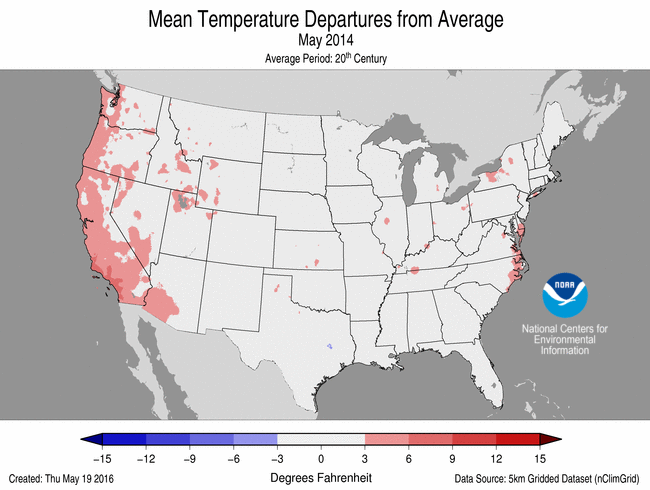 Mean Temperature Departures from Average
May 2014
Average Period: 20th Century
NOAA
National Centers for
Environmental
Information
−15 −12 −9 −6 −3 0 3 6 9 12 15
Created: Thu May 19 2016
Degrees Fahrenheit
Data Source: 5km Gridded Dataset (nClimGrid)